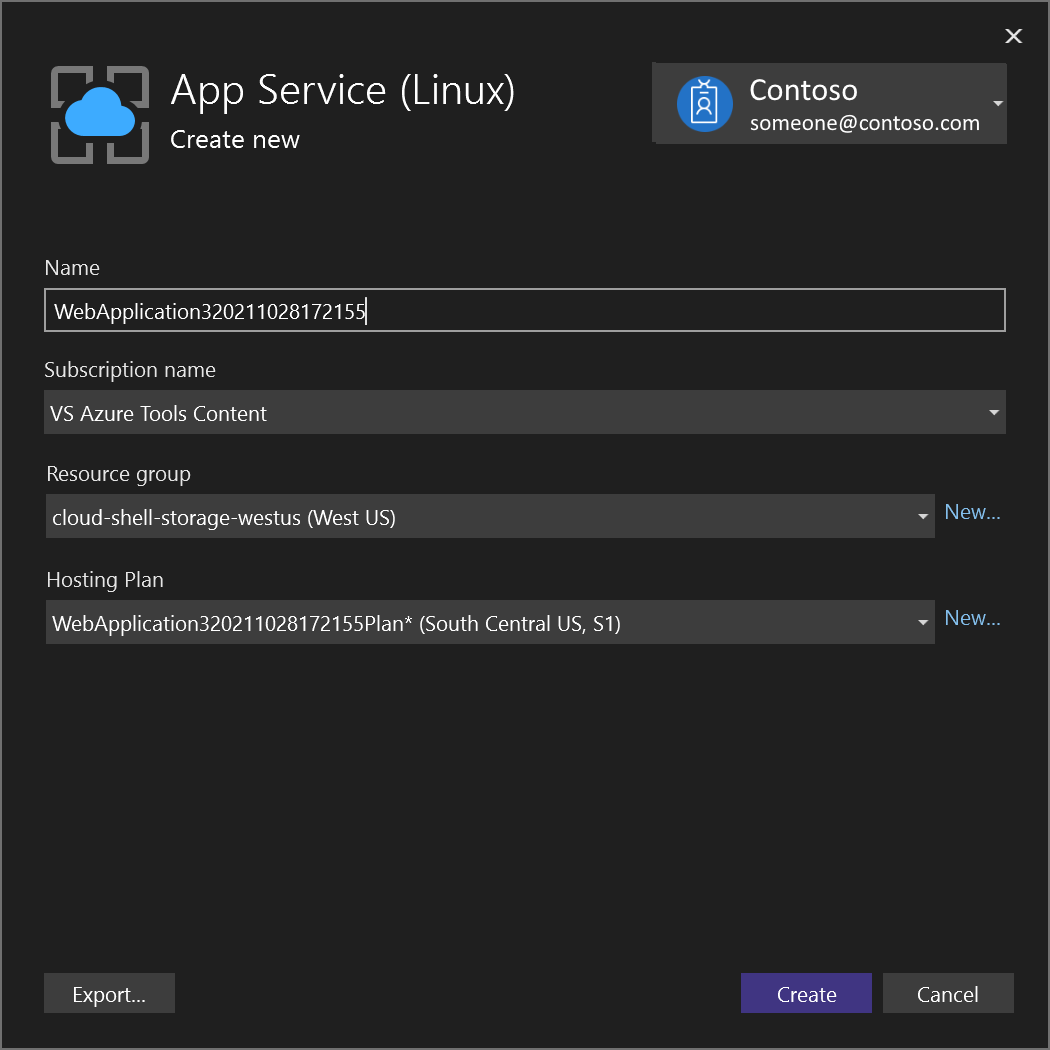 App Service (Linux)
Create new
Contoso
someone@contoso.com
Name
WebApplication320211028172155
Subscription name
VS Azure Tools Content
Resource group
cloud-shell-storage-westus (West US)
New...
Hosting Plan
WebApplication320211028172155Plan* (South Central US, S1)
New...
Export...
Create
Cancel